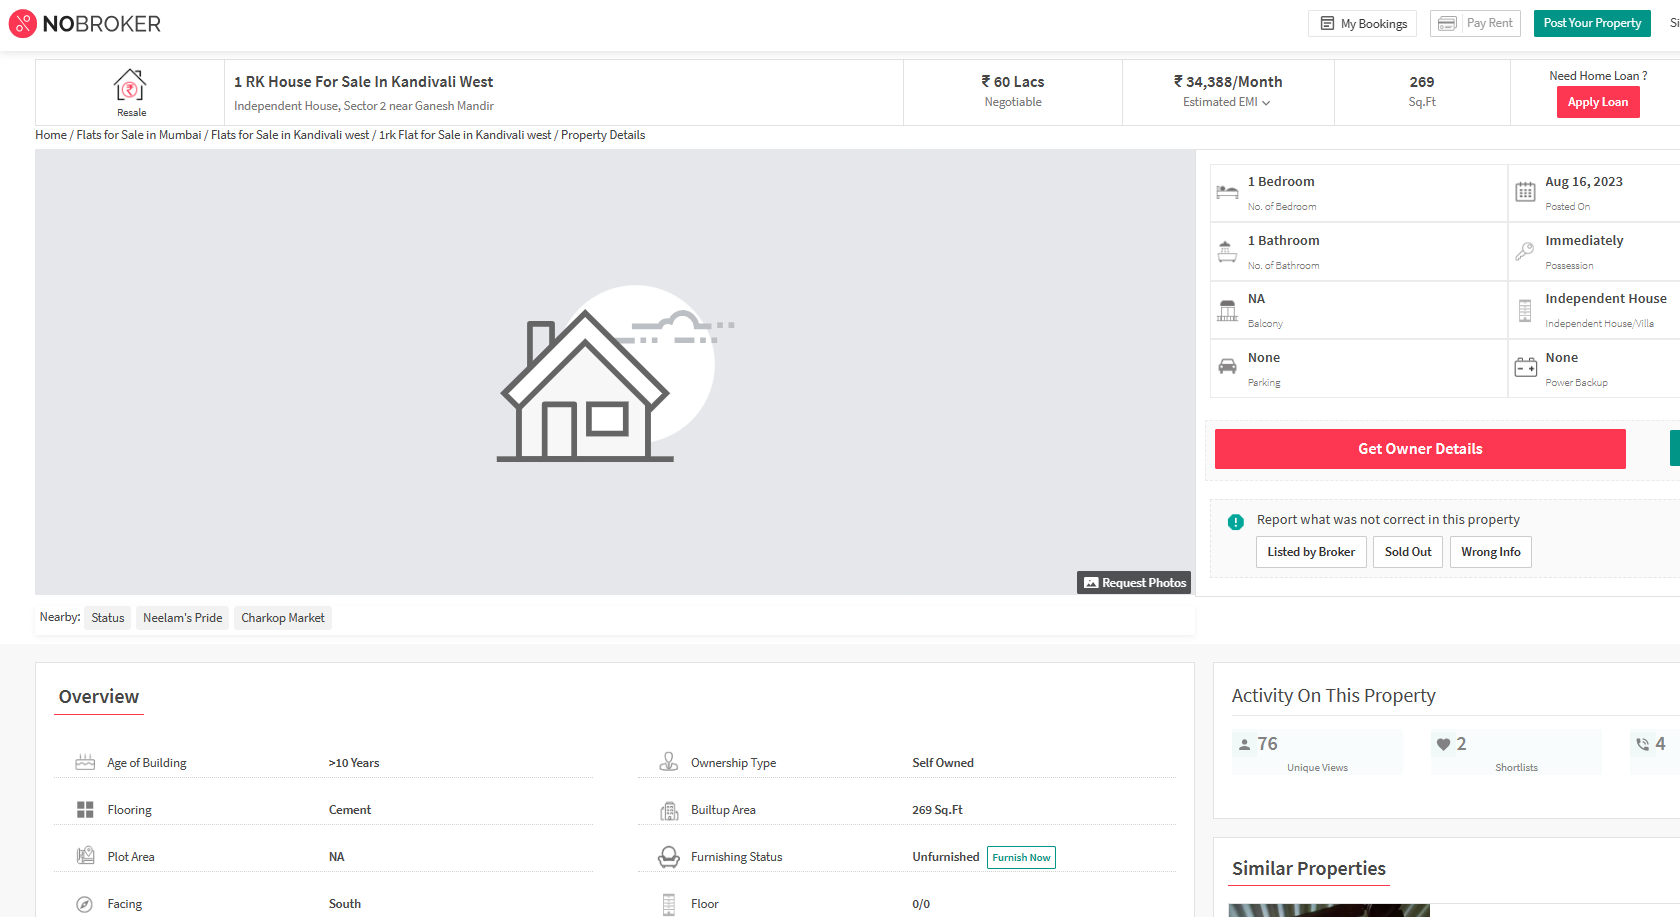 NOBROKER
My Bookings
Pay Rent
Post Your Property
Si
Resale
1 RK House For Sale In Kandivali West
Independent House, Sector 2 near Ganesh Mandir
₹ 60 Lacs
Negotiable
₹ 34,388/Month
Estimated EMI
269
Sq.Ft
Need Home Loan ?
Apply Loan
Home / Flats for Sale in Mumbai / Flats for Sale in Kandivali west / 1rk Flat for Sale in Kandivali west / Property Details
1 Bedroom
No. of Bedroom
Aug 16, 2023
Posted On
1 Bathroom
No. of Bathroom
Immediately
Possession
NA
Balcony
Independent House
Independent House/Villa
None
Parking
None
Power Backup
Get Owner Details
Report what was not correct in this property
Listed by Broker
Sold Out
Wrong Info
Request Photos
Nearby: Status Neelam's Pride Charkop Market
Overview
Age of Building >10 Years
Ownership Type Self Owned
Flooring Cement
Builtup Area 269 Sq.Ft
Plot Area NA
Furnishing Status Unfurnished Furnish Now
Facing South
Floor 0/0
Activity On This Property
76
Unique Views
2
Shortlists
4
Similar Properties